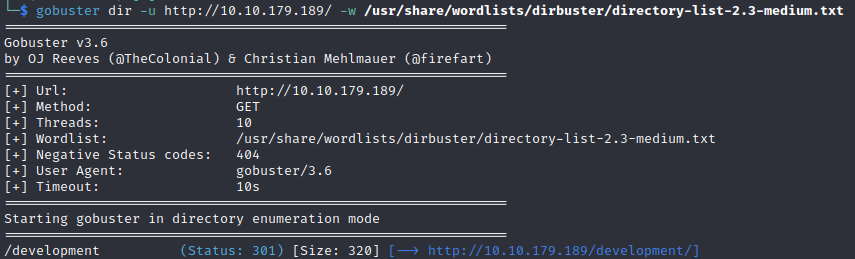 └─$ gobuster dir -u http://10.10.179.189/ -w /usr/share/wordlists/dirbuster/directory-list-2.3-medium.txt
===============================================================
Gobuster v3.6
by OJ Reeves (@TheColonial) & Christian Mehlmauer (@firefart)
===============================================================
[+] Url:                     http://10.10.179.189/
[+] Method:                  GET
[+] Threads:                 10
[+] Wordlist:                /usr/share/wordlists/dirbuster/directory-list-2.3-medium.txt
[+] Negative Status codes:   404
[+] User Agent:              gobuster/3.6
[+] Timeout:                 10s
===============================================================
Starting gobuster in directory enumeration mode
===============================================================
/development          (Status: 301) [Size: 320] [--> http://10.10.179.189/development/]